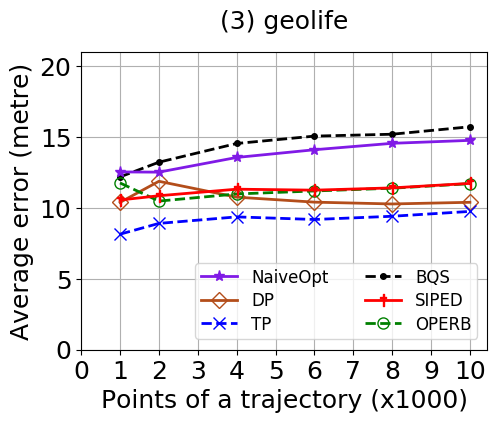 (3) geolife
Average error (metre)
20
15
10
5
0
NaiveOpt BQS
DP SIPED
TP OPERB
0 1 2 3 4 5 6 7 8 9 10
Points of a trajectory (x1000)